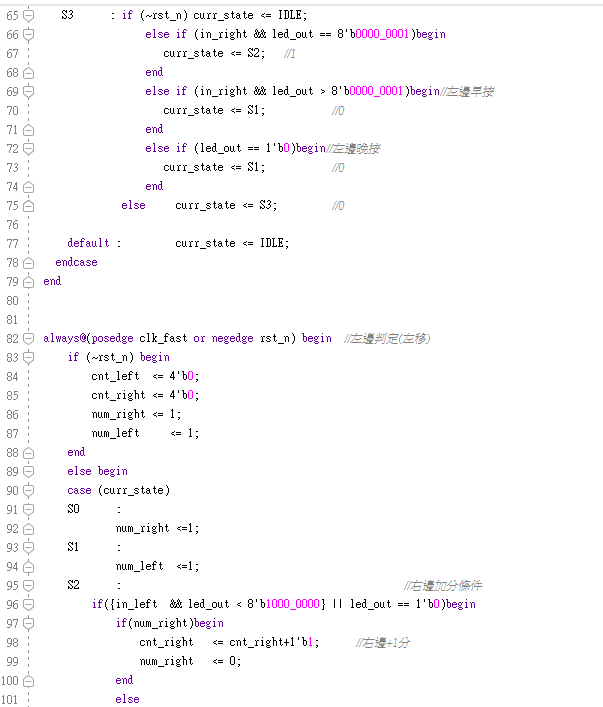 65 S3 : if (~rst_n) curr_state <= IDLE;
66 else if (in_right && led_out == 8'b0000_0001)begin
67 curr_state <= S2; //1
68 end
69 else if (in_right && led_out > 8'b0000_0001)begin//左邊早接
70 curr_state <= S1; //0
71 end
72 else if (led_out == 1'b0)begin//左邊晚接
73 curr_state <= S1; //0
74 end
75 else curr_state <= S3; //0
76
77 default : curr_state <= IDLE;
78 endcase
79 end
80
81
82 always@(posedge clk_fast or negedge rst_n) begin //左邊判定(左移)
83 if (~rst_n) begin
84 cnt_left <= 4'b0;
85 cnt_right <= 4'b0;
86 num_right <= 1;
87 num_left <= 1;
88 end
89 else begin
90 case (curr_state)
91 S0 :
92 num_right <=1;
93 S1 :
94 num_left <=1;
95 S2 : //右邊加分條件
96 if({in_left && led_out < 8'b1000_0000} || led_out == 1'b0)begin
97 if(num_right)begin
98 cnt_right <= cnt_right+1'b1; //右邊+1分
99 num_right <= 0;
100 end
101 else